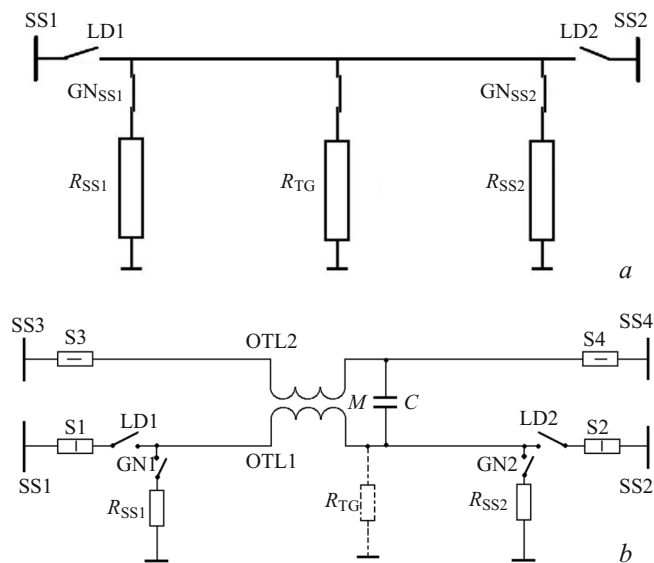 SS1 LD1 LD2 SS2
GNSS1 GNSS2
RSS1 RTG RSS2
a
SS3 S3 OTL2 S4 SS4
M C
S1 LD1 LD2 S2
SS1 GN1 OTL1 GN2 SS2
RSS1 RTG RSS2
b